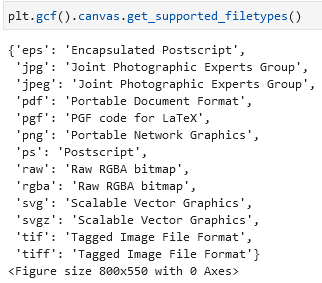 plt.gcf().canvas.get_supported_filetypes()
{'eps': 'Encapsulated Postscript',
 'jpg': 'Joint Photographic Experts Group',
 'jpeg': 'Joint Photographic Experts Group',
 'pdf': 'Portable Document Format',
 'pgf': 'PGF code for LaTeX',
 'png': 'Portable Network Graphics',
 'ps': 'Postscript',
 'raw': 'Raw RGBA bitmap',
 'rgba': 'Raw RGBA bitmap',
 'svg': 'Scalable Vector Graphics',
 'svgz': 'Scalable Vector Graphics',
 'tif': 'Tagged Image File Format',
 'tiff': 'Tagged Image File Format'}
<Figure size 800x550 with 0 Axes>